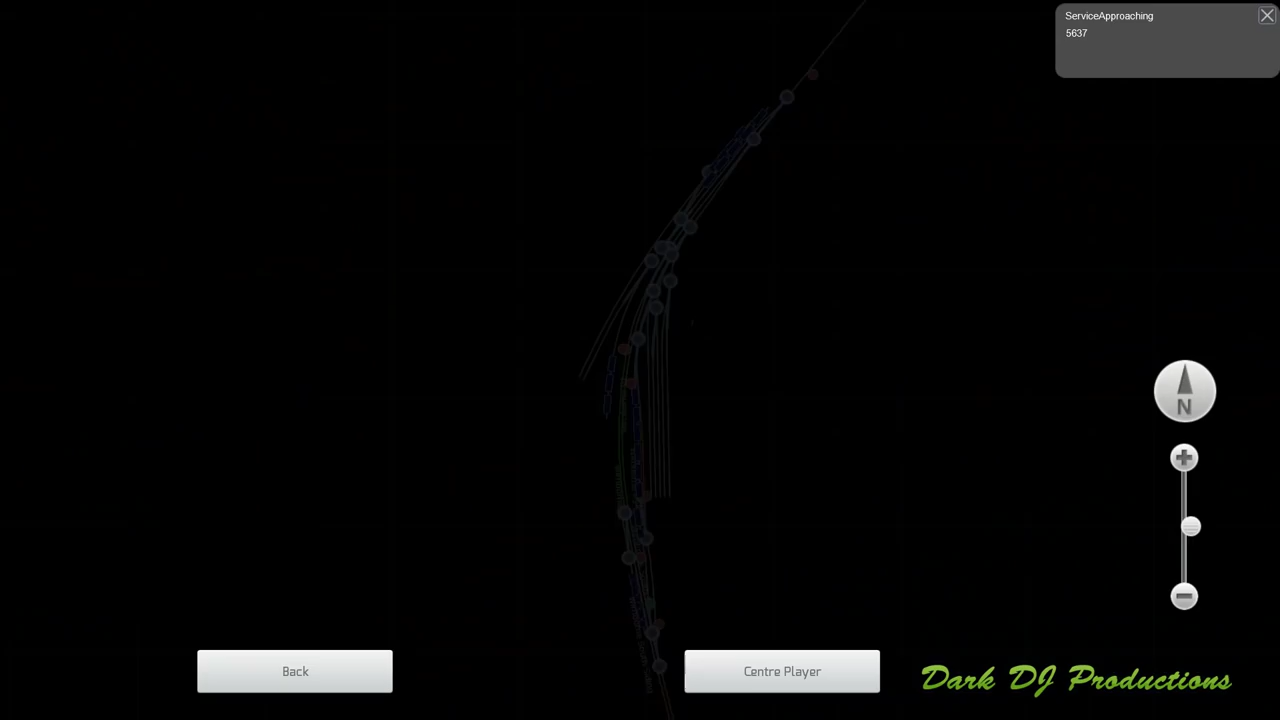 ServiceApproaching
5637
N
Back
Centre Player
Dark DJ Productions